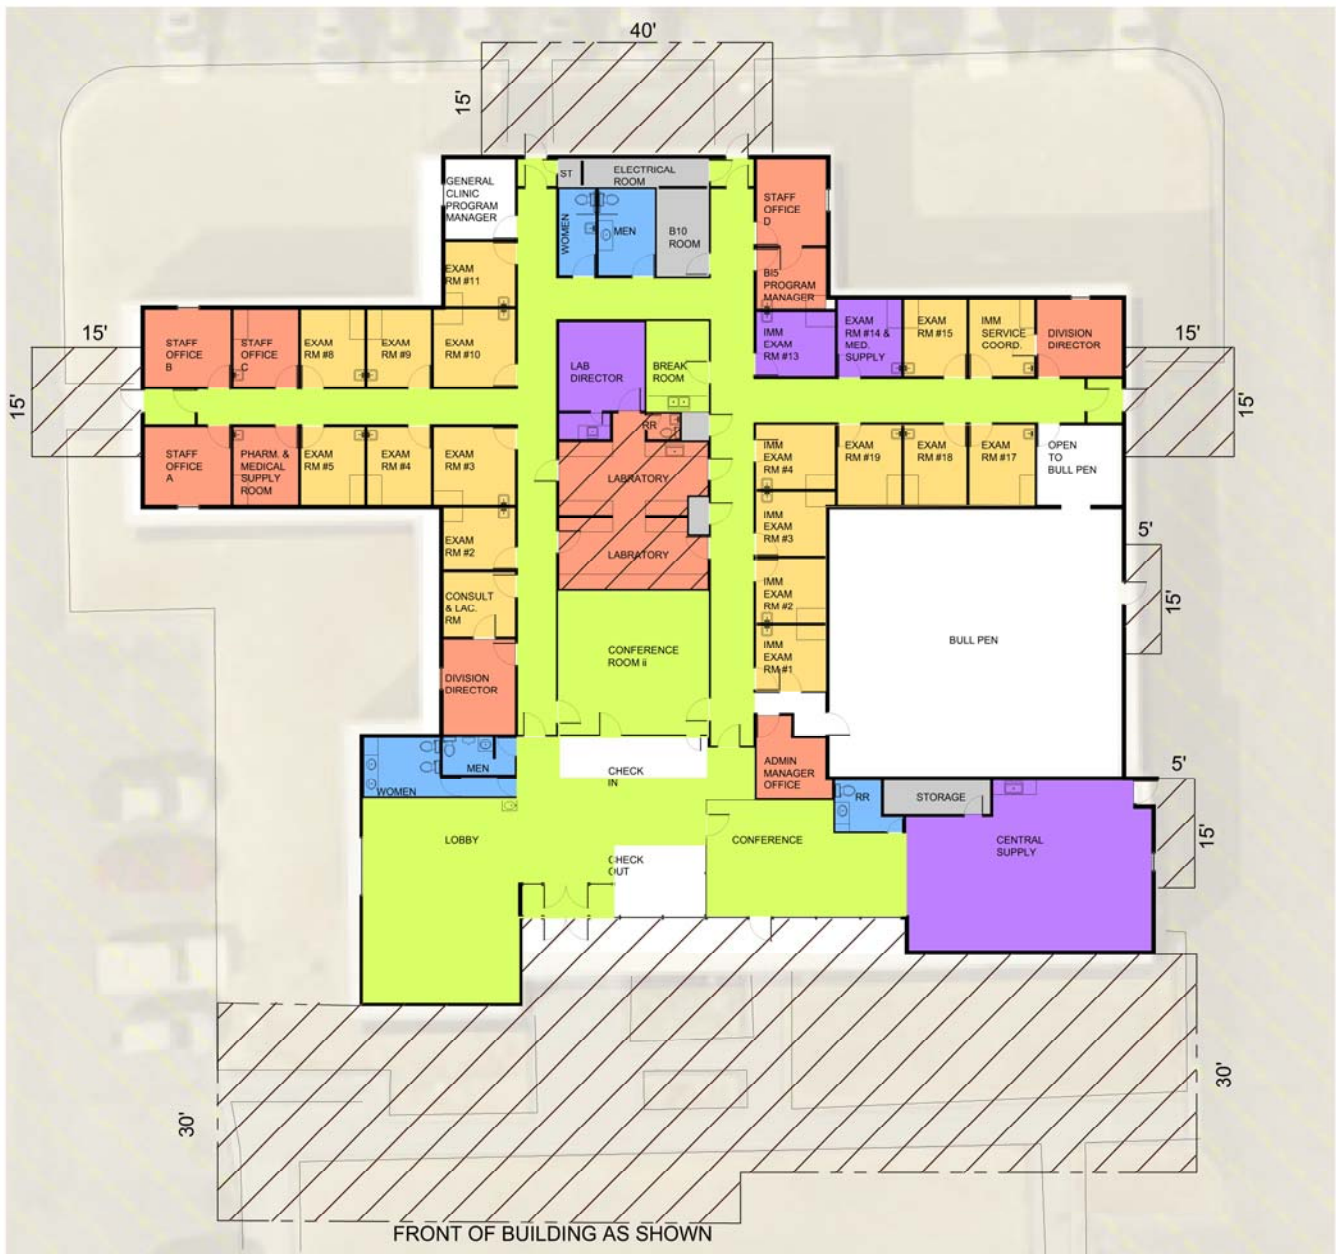 40'
15'
GENERAL
CLINIC
PROGRAM
MANAGER
ST
ELECTRICAL
ROOM
WOMEN
MEN
B10
ROOM
STAFF
OFFICE
D
EXAM
RM #11
BI5
PROGRAM
MANAGER
15'
15'
STAFF
OFFICE
B
STAFF
OFFICE
C
EXAM
RM #8
EXAM
RM #9
EXAM
RM #10
LAB
DIRECTOR
BREAK
ROOM
IMM
EXAM
RM #13
EXAM
RM #14 &
MED.
SUPPLY
EXAM
RM #15
IMM
SERVICE
COORD.
DIVISION
DIRECTOR
15'
15'
STAFF
OFFICE
A
PHARM. &
MEDICAL
SUPPLY
ROOM
EXAM
RM #5
EXAM
RM #4
EXAM
RM #3
RR
LABRATORY
IMM
EXAM
RM #4
EXAM
RM #19
EXAM
RM #18
EXAM
RM #17
OPEN
TO
BULL PEN
EXAM
RM #2
LABRATORY
IMM
EXAM
RM #3
5'
15'
CONSULT
& LAC.
RM
IMM
EXAM
RM #2
CONFERENCE
ROOM ii
IMM
EXAM
RM #1
BULL PEN
DIVISION
DIRECTOR
MEN
WOMEN
CHECK
IN
ADMIN
MANAGER
OFFICE
RR
STORAGE
5'
15'
LOBBY
CHECK
OUT
CONFERENCE
CENTRAL
SUPPLY
30'
30'
FRONT OF BUILDING AS SHOWN